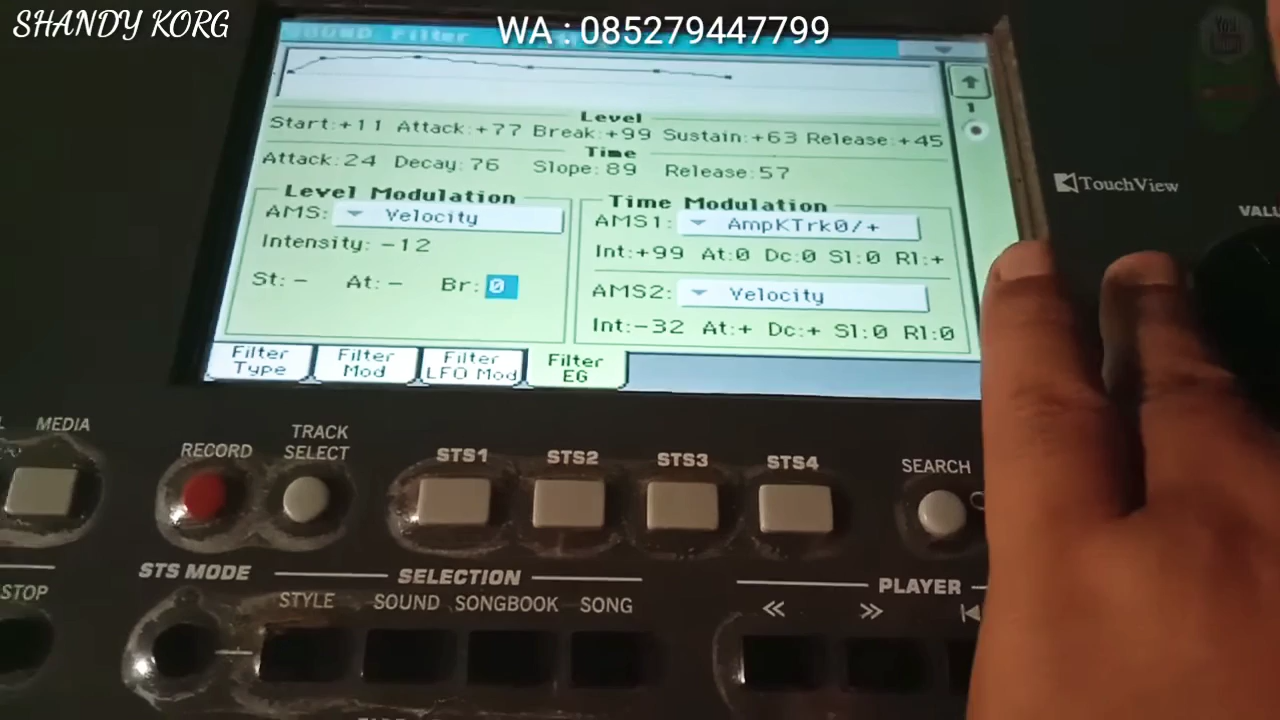 SHANDY KORG
WA : 085279447799
SOUND Filter
Level
Start:+11 Attack:+77 Break:+99 Sustain:+63 Release:+45
Time
Attack:24 Decay:76 Slope:89 Release:57
Level Modulation
AMS: Velocity
Intensity: -12
St: - At: - Br: 0
Time Modulation
AMS1: AmpKTrk0/+
Int:+99 At:0 Dc:0 Sl:0 Rl:+
AMS2: Velocity
Int:-32 At:+ Dc:+ Sl:0 Rl:0
1
Filter Type
Filter Mod
Filter LFO Mod
Filter EG
TouchView
MEDIA
RECORD
TRACK SELECT
STS1 STS2 STS3 STS4
SEARCH
STS MODE
SELECTION
PLAYER
STOP
STYLE SOUND SONGBOOK SONG